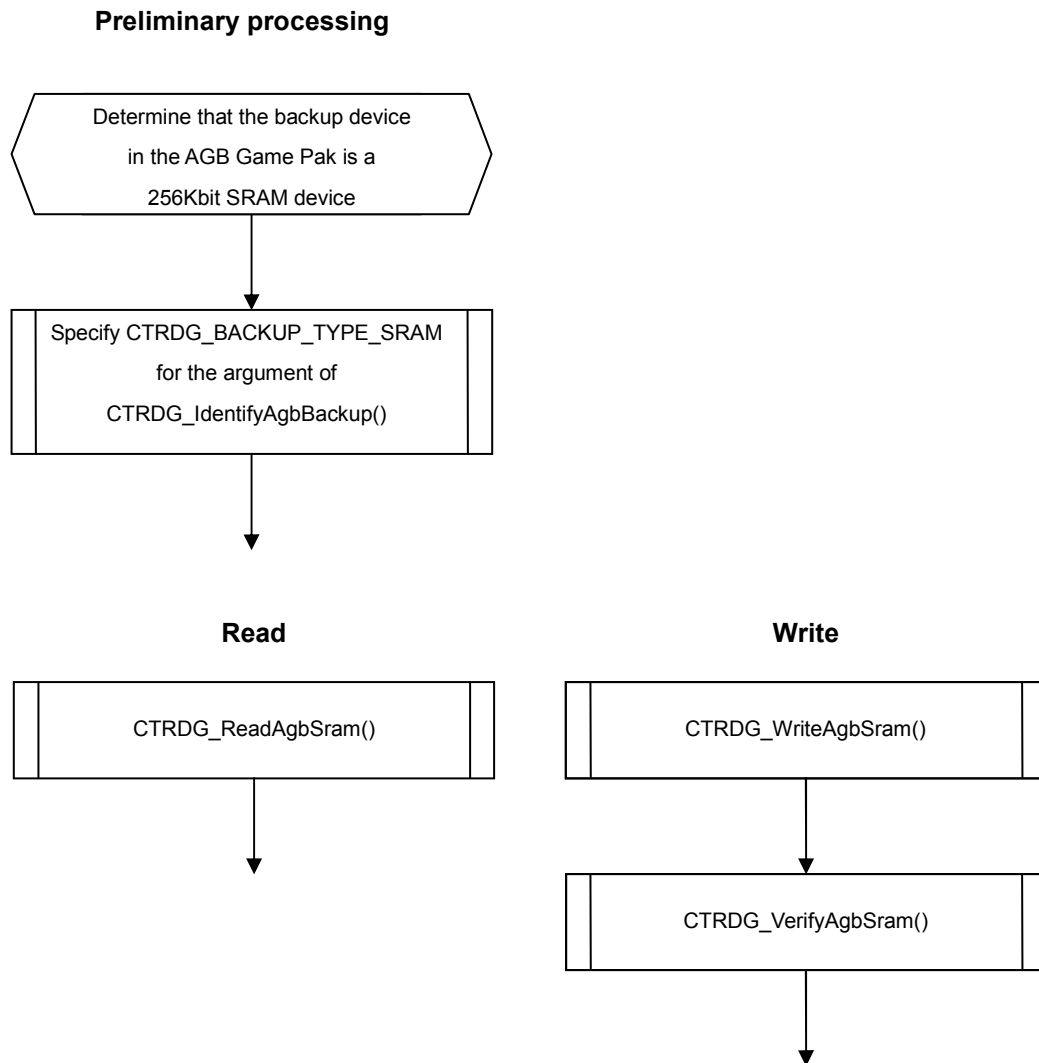 Preliminary processing
Determine that the backup device
in the AGB Game Pak is a
256Kbit SRAM device
Specify CTRDG_BACKUP_TYPE_SRAM
for the argument of
CTRDG_IdentifyAgbBackup()
Read
Write
CTRDG_ReadAgbSram()
CTRDG_WriteAgbSram()
CTRDG_VerifyAgbSram()